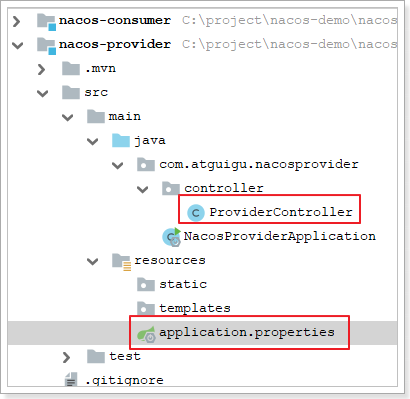 nacos-consumer C:\project\nacos-demo\nacos
nacos-provider C:\project\nacos-demo\nacos
.mvn
src
main
java
com.atguigu.nacosprovider
controller
C ProviderController
NacosProviderApplication
resources
static
templates
application.properties
test
.gitignore